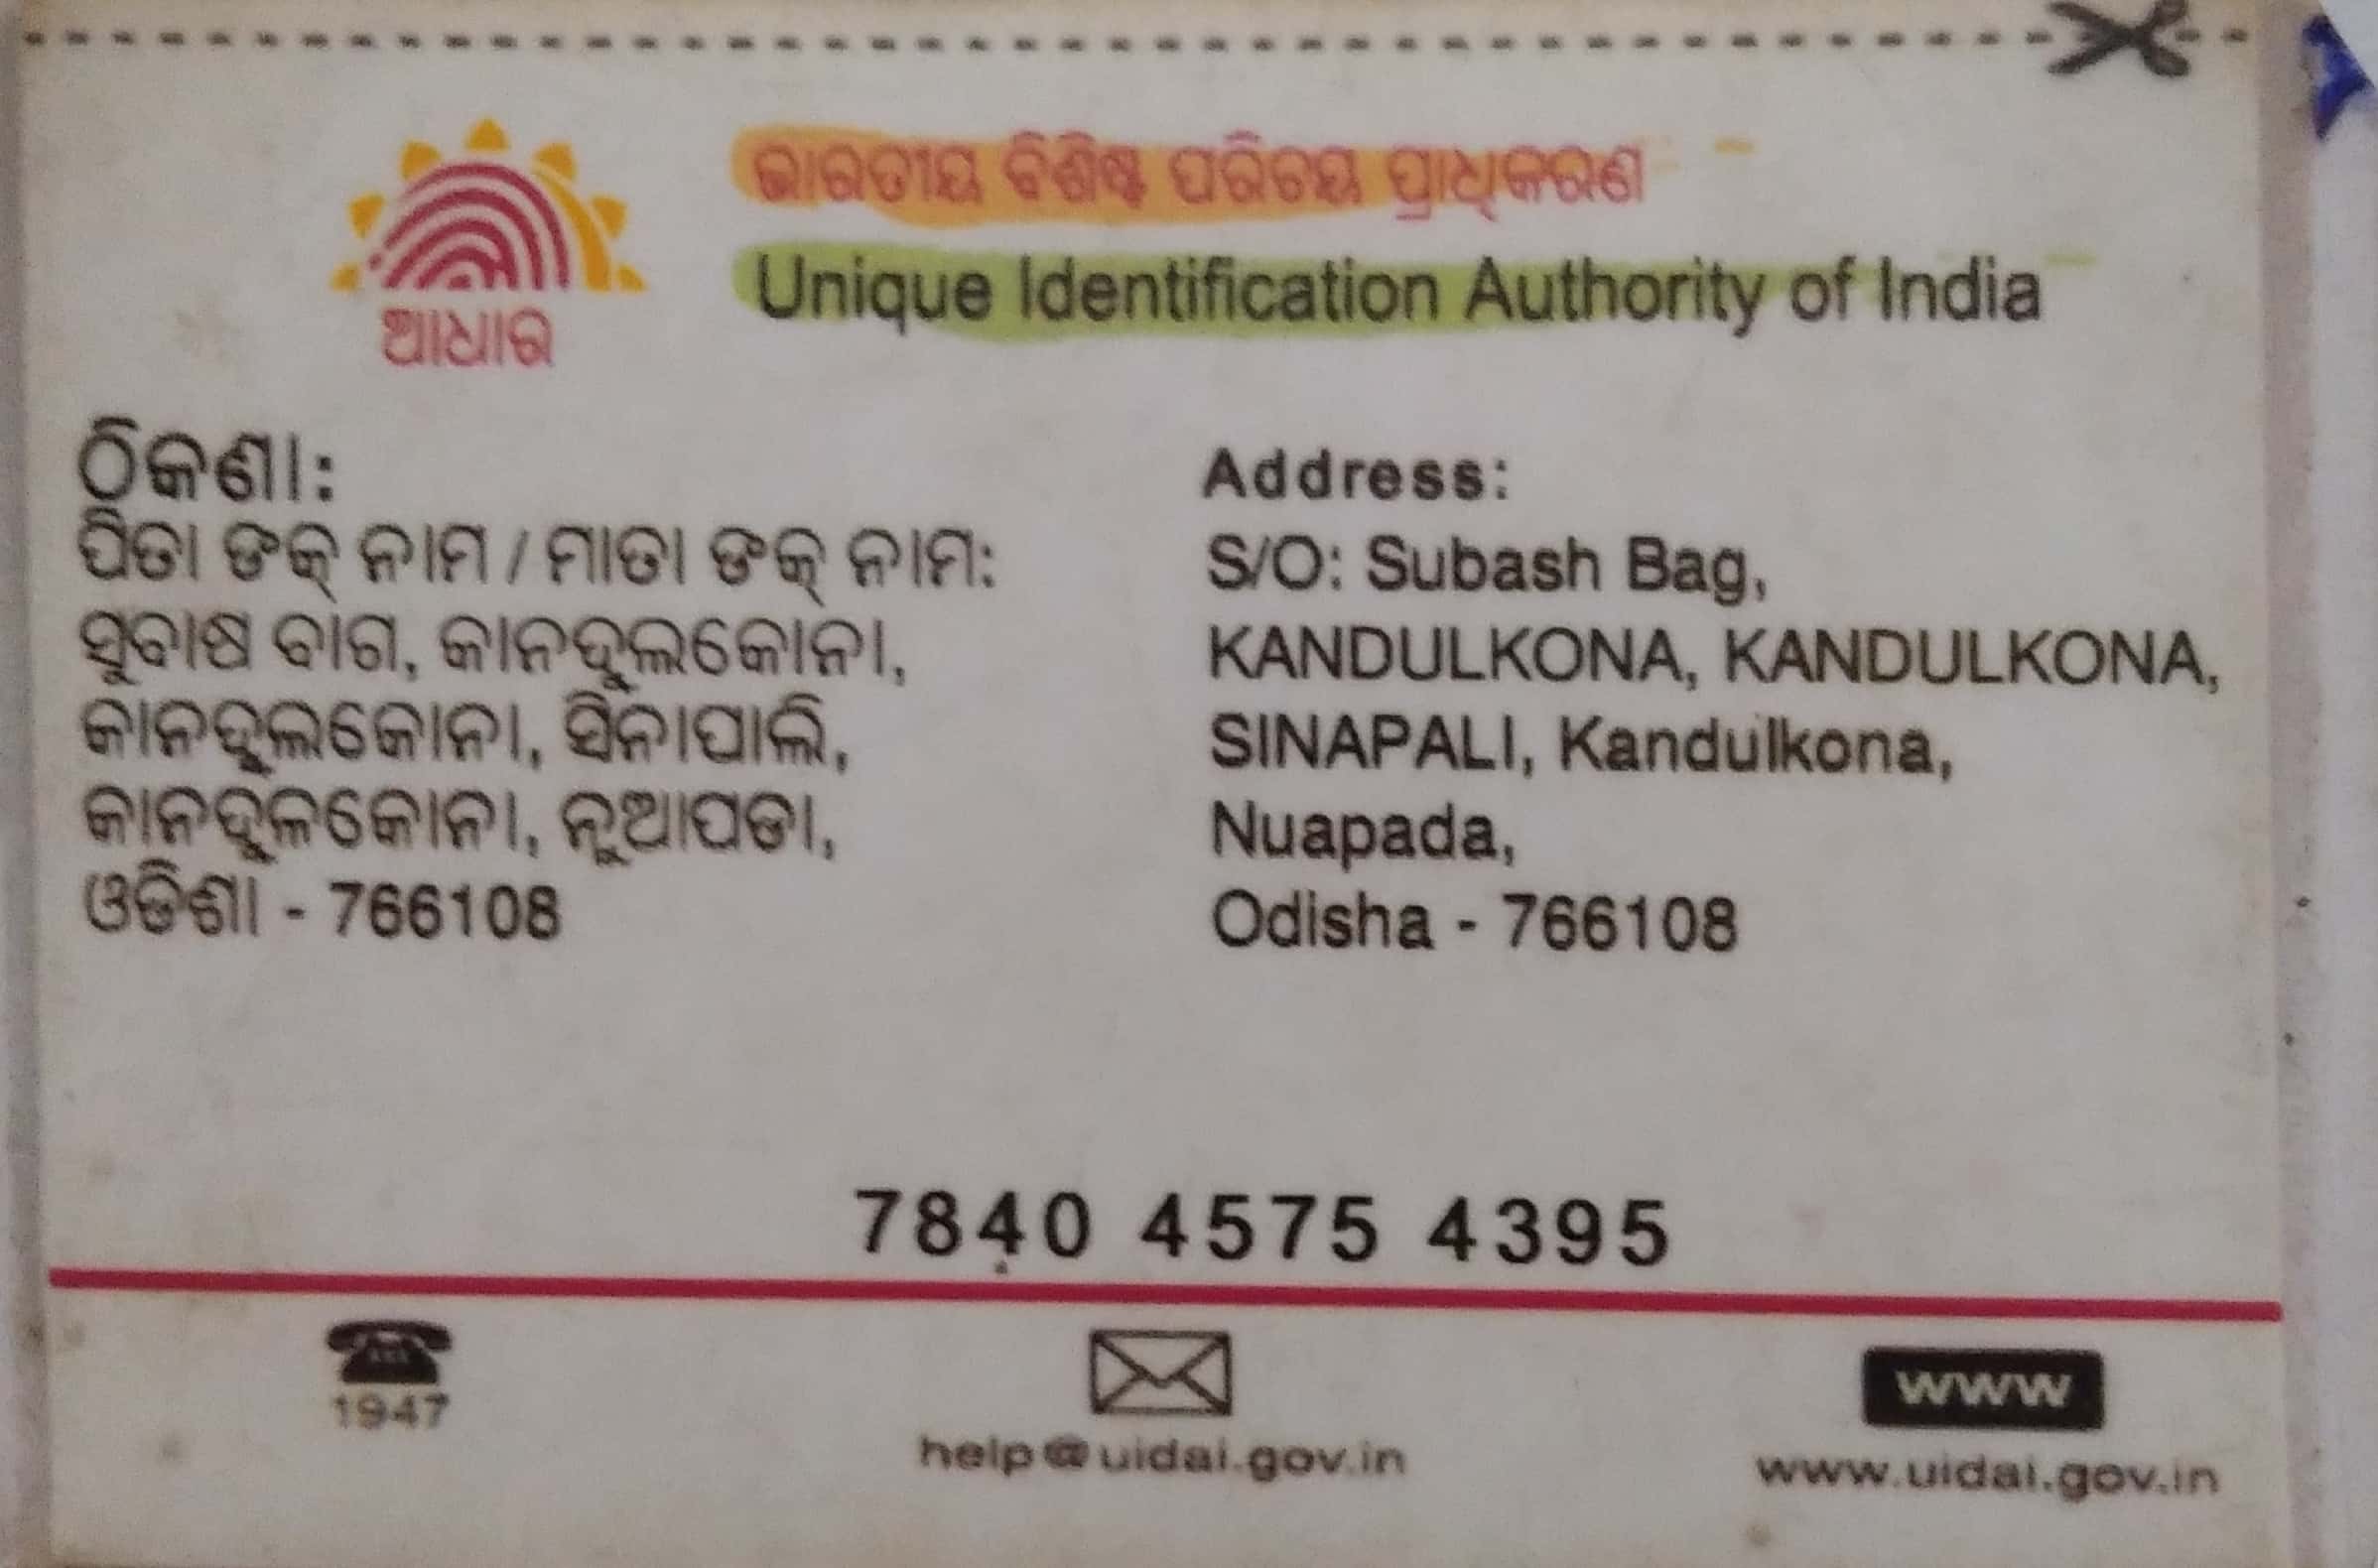 ଭାରତୀୟ ବିଶିଷ୍ଟ ପରିଚୟ ପ୍ରାଧିକରଣ
Unique Identification Authority of India
ଆଧାର
ଠିକଣା:
ପିତା ଙ୍କ ନାମ / ମାତା ଙ୍କ ନାମ:
ସୁବାଷ ବାଗ, କାନଦୁଲକୋନା,
କାନଦୁଲକୋନା, ସିନାପାଲି,
କାନଦୁଳକୋନା, ନୂଆପଡା,
ଓଡିଶା - 766108
Address:
S/O: Subash Bag,
KANDULKONA, KANDULKONA,
SINAPALI, Kandulkona,
Nuapada,
Odisha - 766108
7840 4575 4395
1947
help@uidai.gov.in
www
www.uidai.gov.in